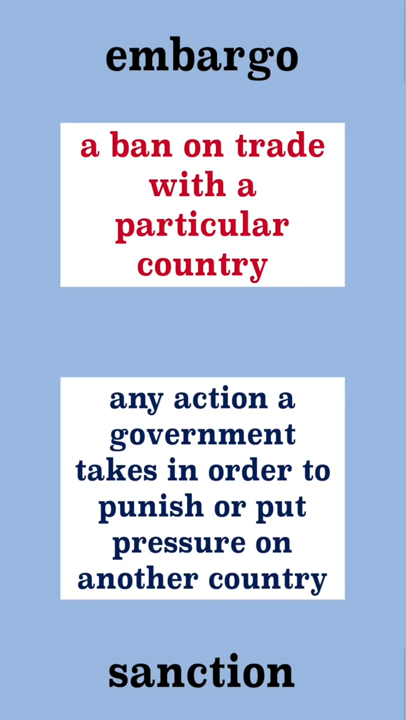 embargo
a ban on trade
with a
particular
country
any action a
government
takes in order to
punish or put
pressure on
another country
sanction